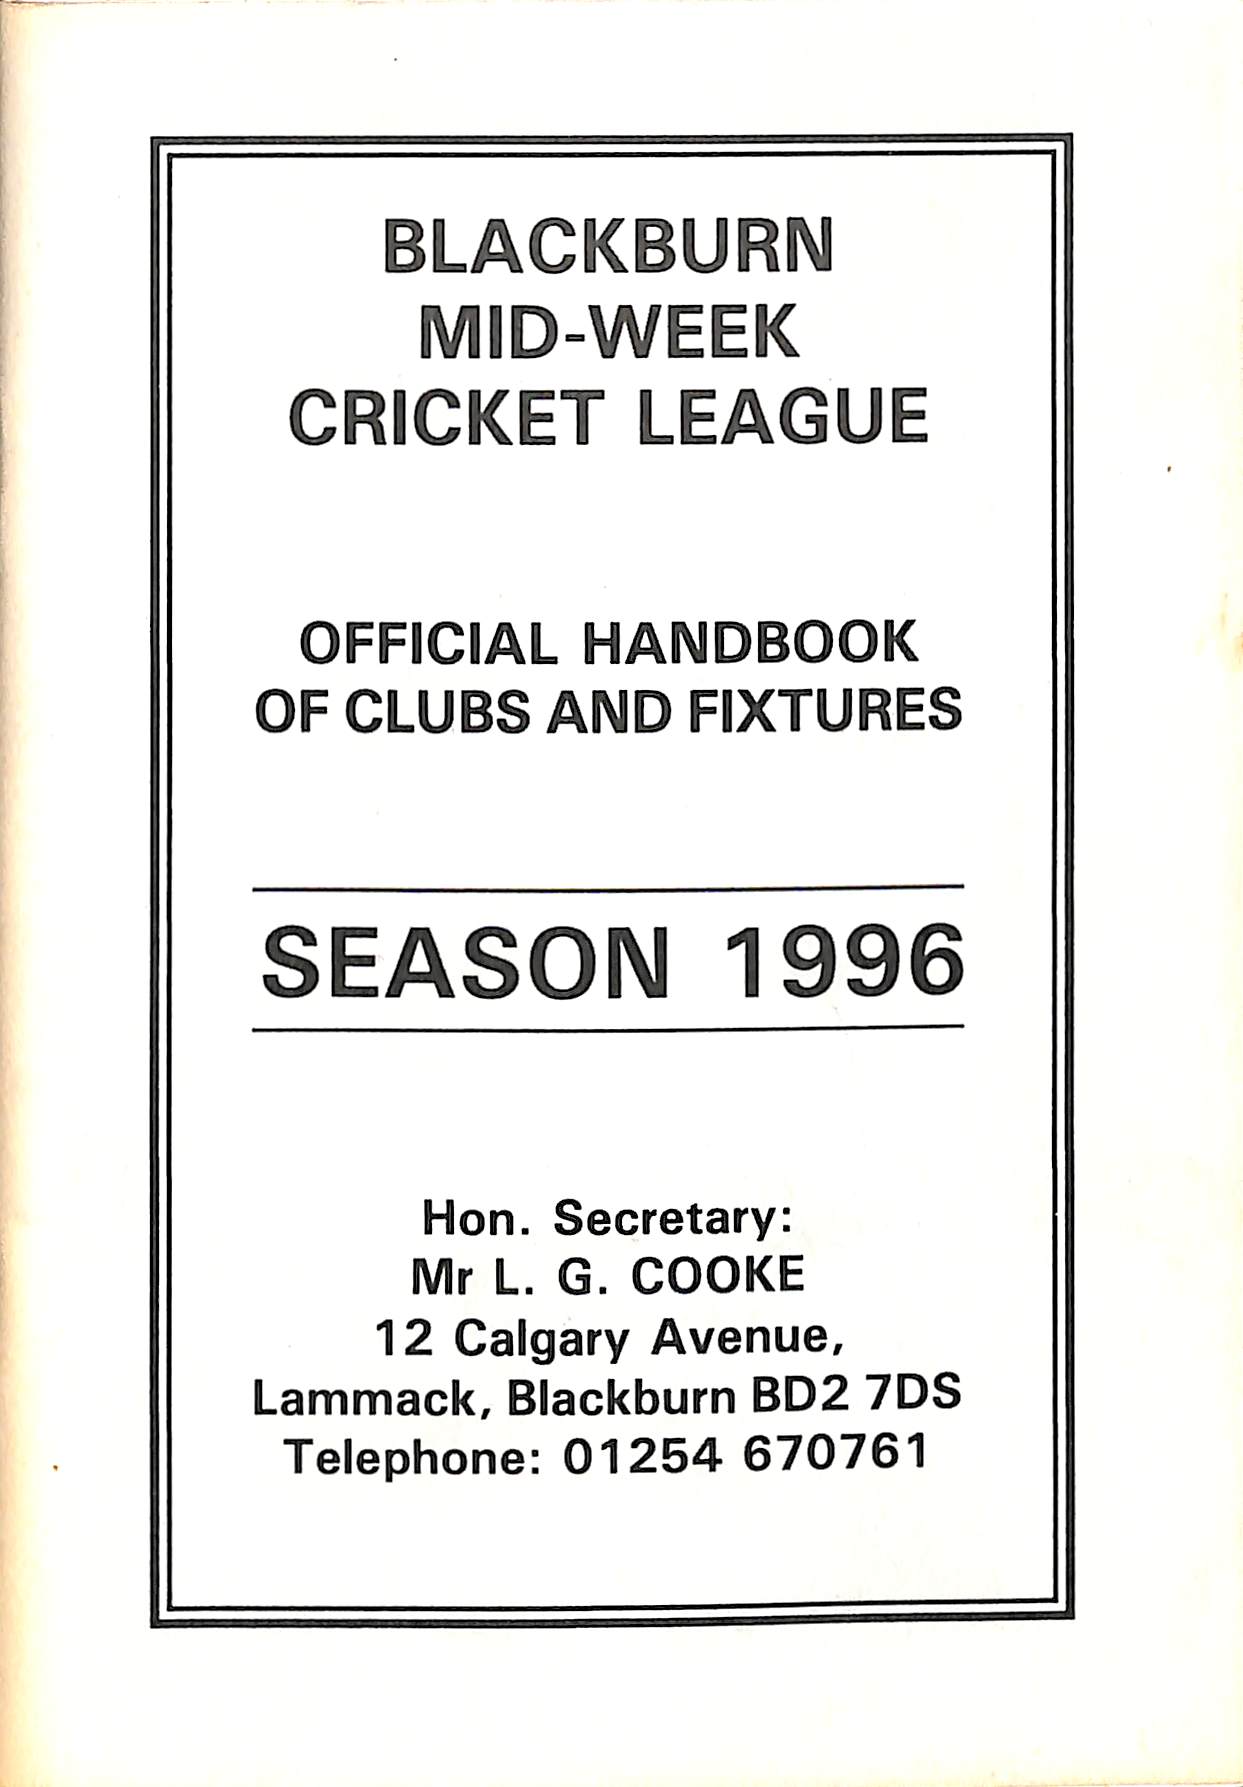 BLACKBURN
MID-WEEK
CRICKET LEAGUE
OFFICIAL HANDBOOK
OF CLUBS AND FIXTURES
SEASON 1996
Hon. Secretary:
Mr L. G. COOKE
12 Calgary Avenue,
Lammack, Blackburn BD2 7DS
Telephone: 01254 670761